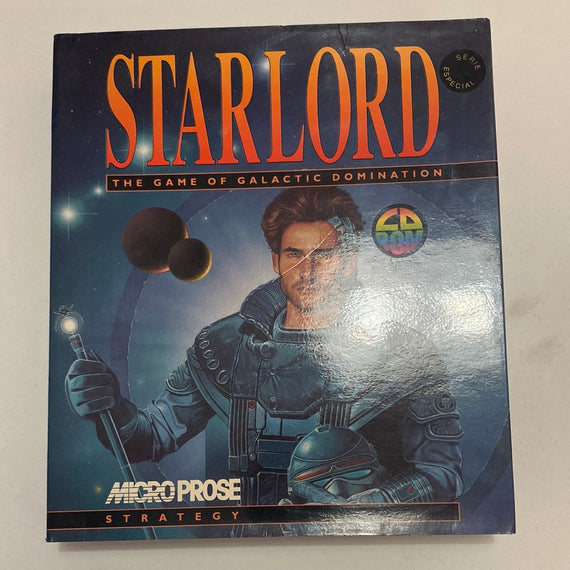 STARLORD
SÉRIE
ESPECIAL
THE GAME OF GALACTIC DOMINATION
CD
ROM
MICROPROSE
STRATEGY